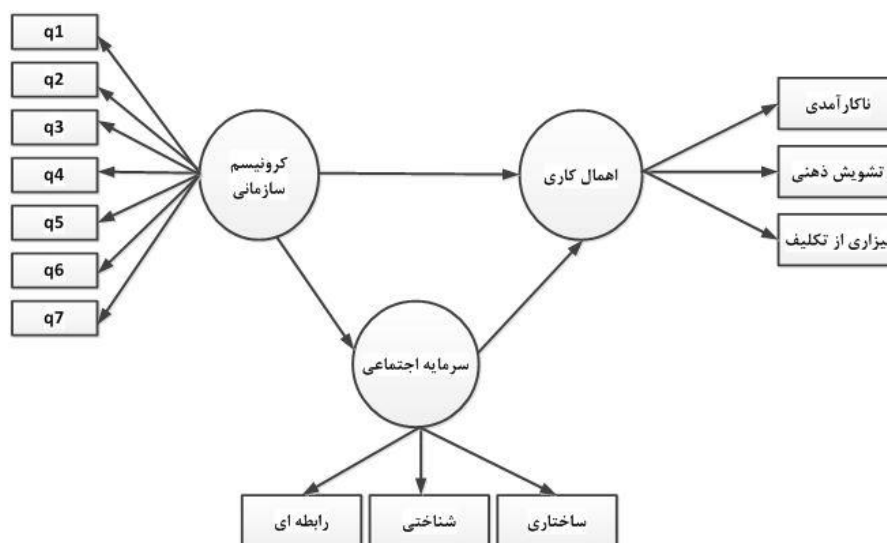 q1
q2
q3
q4
q5
q6
q7
کرونیسم
سازمانی
اهمال کاری
ناکارآمدی
تشویش ذهنی
بیزاری از تکلیف
سرمایه اجتماعی
ساختاری
شناختی
رابطه ای